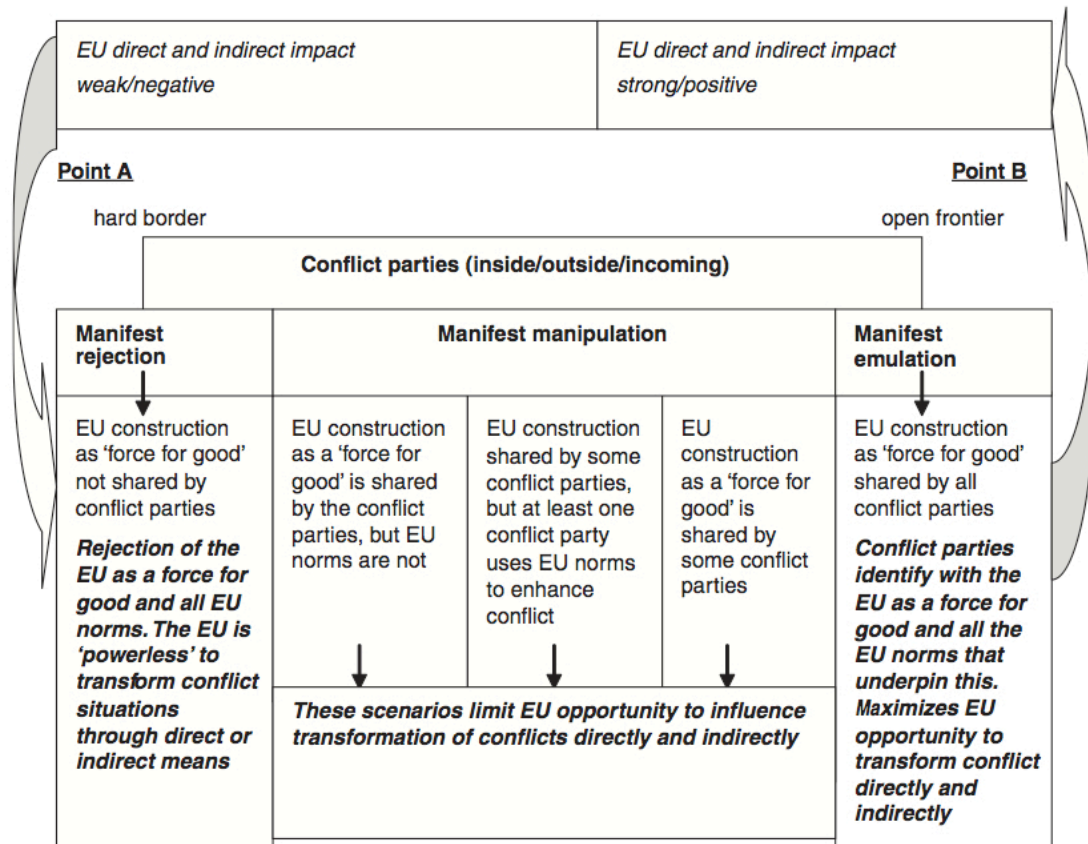 EU direct and indirect impact
weak/negative
EU direct and indirect impact
strong/positive
Point A
Point B
hard border
open frontier
Conflict parties (inside/outside/incoming)
Manifest
rejection
Manifest manipulation
Manifest
emulation
EU construction
as ‘force for good’
not shared by
conflict parties
Rejection of the
EU as a force for
good and all EU
norms. The EU is
‘powerless’ to
transform conflict
situations
through direct or
indirect means
EU construction
as a ‘force for
good’ is shared
by the conflict
parties, but EU
norms are not
EU construction
shared by some
conflict parties,
but at least one
conflict party
uses EU norms
to enhance
conflict
EU
construction
as a ‘force for
good’ is
shared by
some conflict
parties
These scenarios limit EU opportunity to influence
transformation of conflicts directly and indirectly
EU construction
as ‘force for good’
shared by all
conflict parties
Conflict parties
identify with the
EU as a force for
good and all the
EU norms that
underpin this.
Maximizes EU
opportunity to
transform conflict
directly and
indirectly